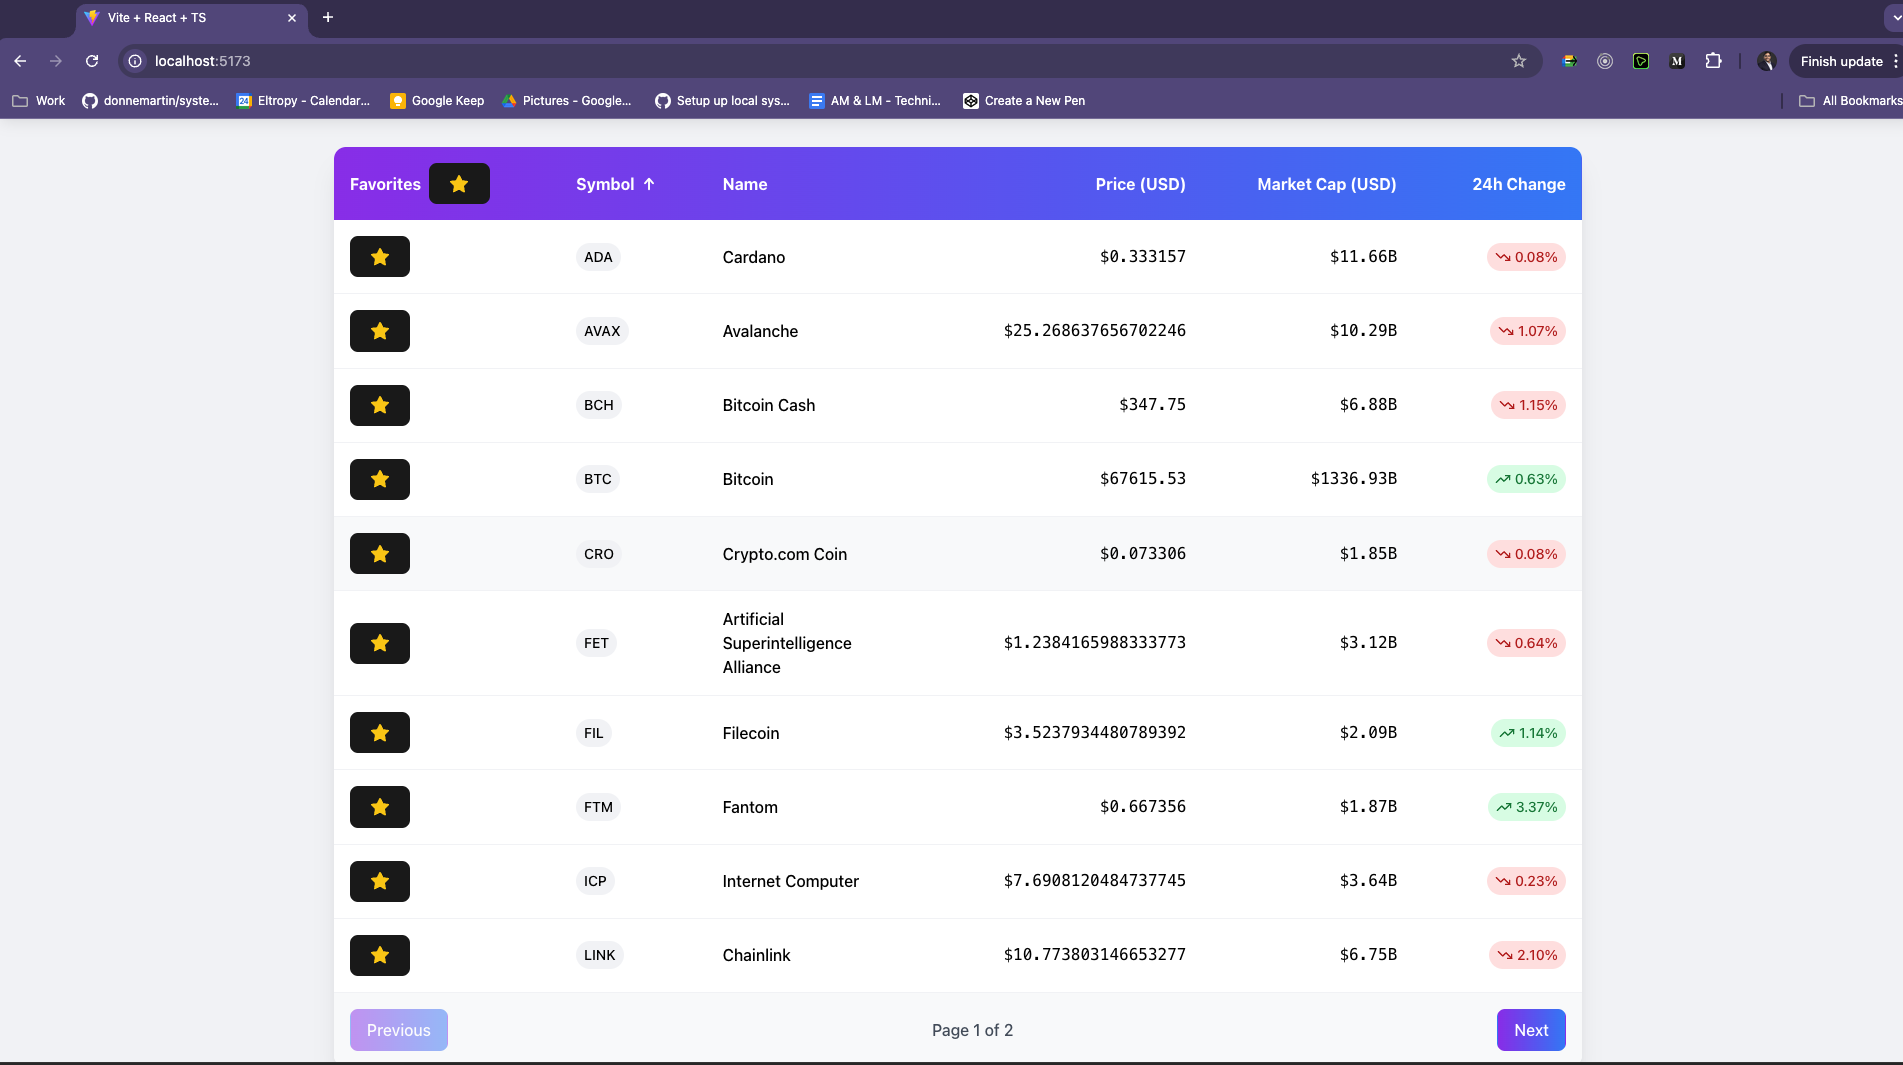 Vite + React + TS
localhost:5173
Finish update
Work donnemartin/syste... Eltropy - Calendar... Google Keep Pictures - Google... Setup up local sys... AM & LM - Techni... Create a New Pen All Bookmarks
Favorites Symbol ↑ Name Price (USD) Market Cap (USD) 24h Change
ADA Cardano $0.333157 $11.66B 0.08%
AVAX Avalanche $25.268637656702246 $10.29B 1.07%
BCH Bitcoin Cash $347.75 $6.88B 1.15%
BTC Bitcoin $67615.53 $1336.93B 0.63%
CRO Crypto.com Coin $0.073306 $1.85B 0.08%
FET Artificial Superintelligence Alliance $1.2384165988333773 $3.12B 0.64%
FIL Filecoin $3.5237934480789392 $2.09B 1.14%
FTM Fantom $0.667356 $1.87B 3.37%
ICP Internet Computer $7.6908120484737745 $3.64B 0.23%
LINK Chainlink $10.773803146653277 $6.75B 2.10%
Previous Page 1 of 2 Next